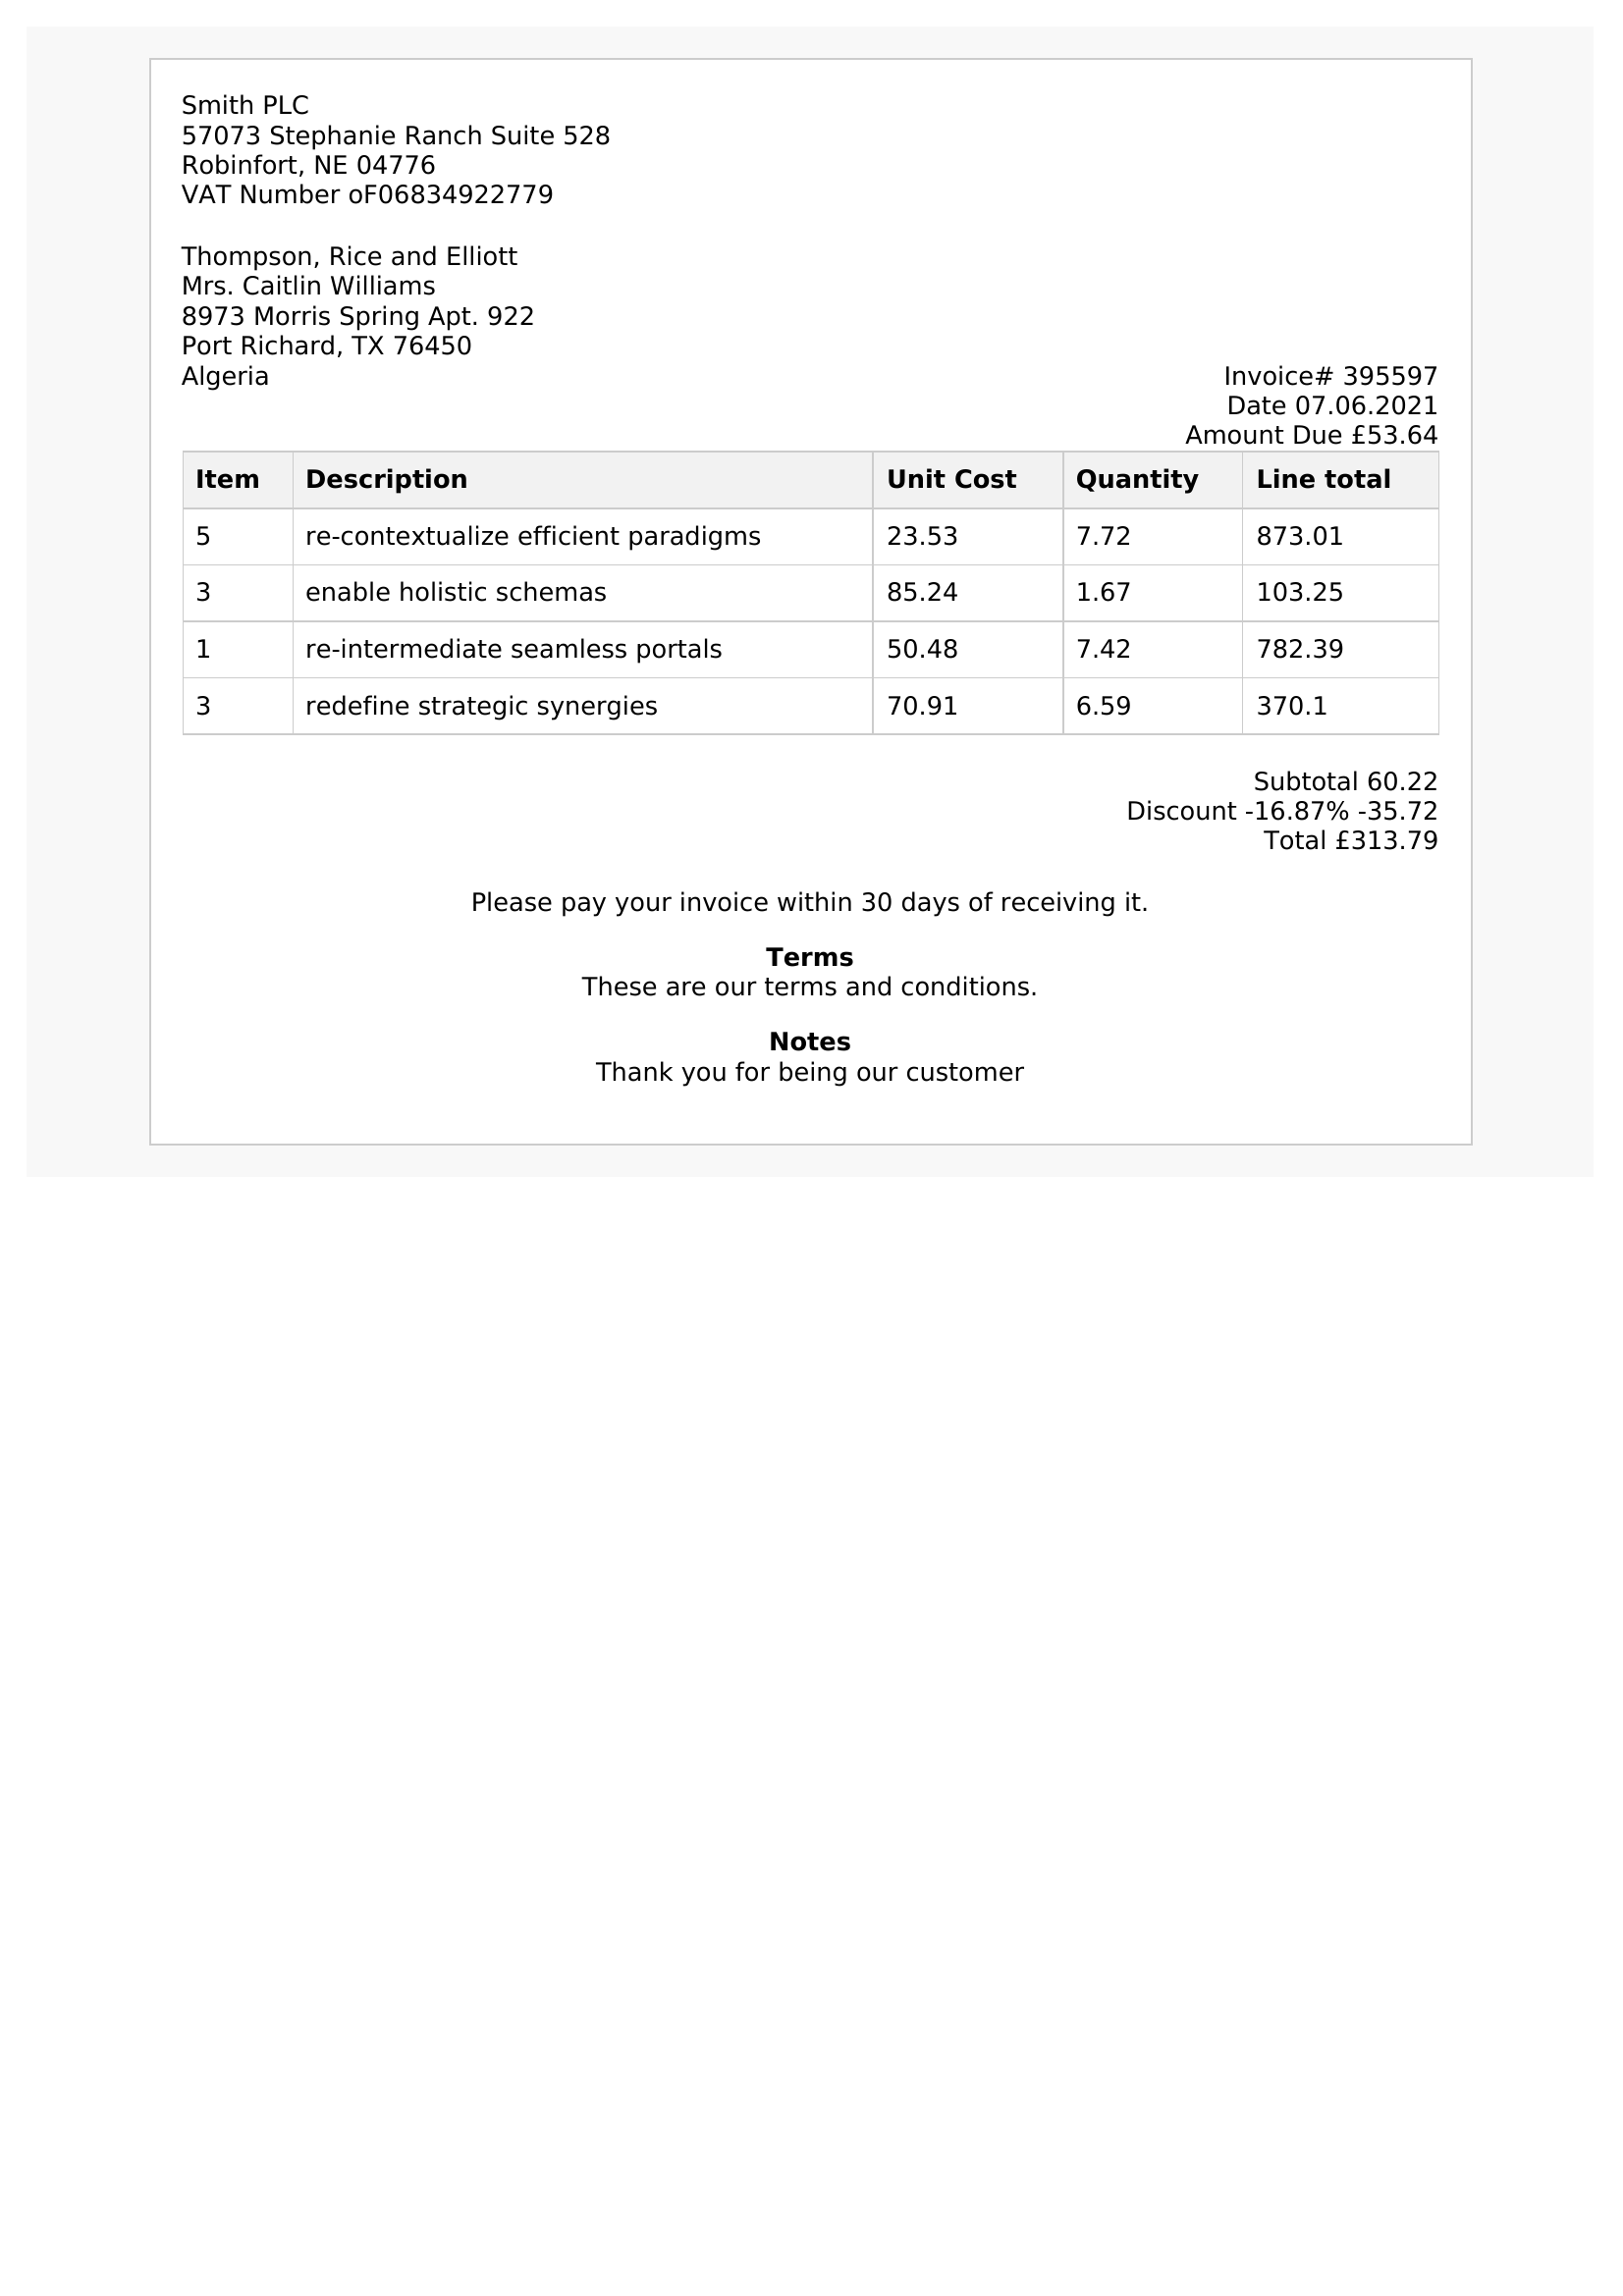 Smith PLC
57073 Stephanie Ranch Suite 528
Robinfort, NE 04776
VAT Number oF06834922779
Thompson, Rice and Elliott
Mrs. Caitlin Williams
8973 Morris Spring Apt. 922
Port Richard, TX 76450
Algeria
Invoice# 395597
Date 07.06.2021
Amount Due £53.64
Item Description Unit Cost Quantity Line total
5 re-contextualize efficient paradigms 23.53 7.72 873.01
3 enable holistic schemas 85.24 1.67 103.25
1 re-intermediate seamless portals 50.48 7.42 782.39
3 redefine strategic synergies 70.91 6.59 370.1
Subtotal 60.22
Discount -16.87% -35.72
Total £313.79
Please pay your invoice within 30 days of receiving it.
Terms
These are our terms and conditions.
Notes
Thank you for being our customer